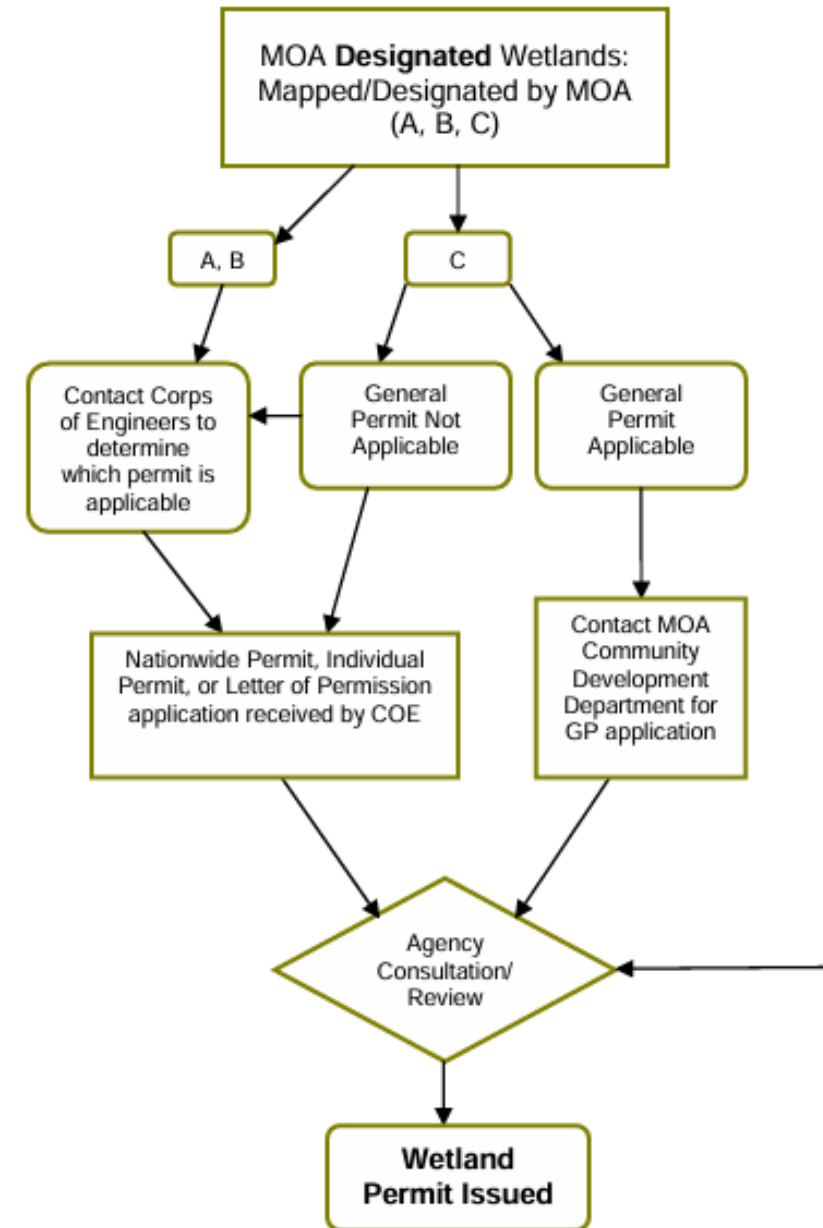 MOA Designated Wetlands:
Mapped/Designated by MOA
(A, B, C)
A, B
C
Contact Corps
of Engineers to
determine
which permit is
applicable
General
Permit Not
Applicable
General
Permit
Applicable
Nationwide Permit, Individual
Permit, or Letter of Permission
application received by COE
Contact MOA
Community
Development
Department for
GP application
Agency
Consultation/
Review
Wetland
Permit Issued